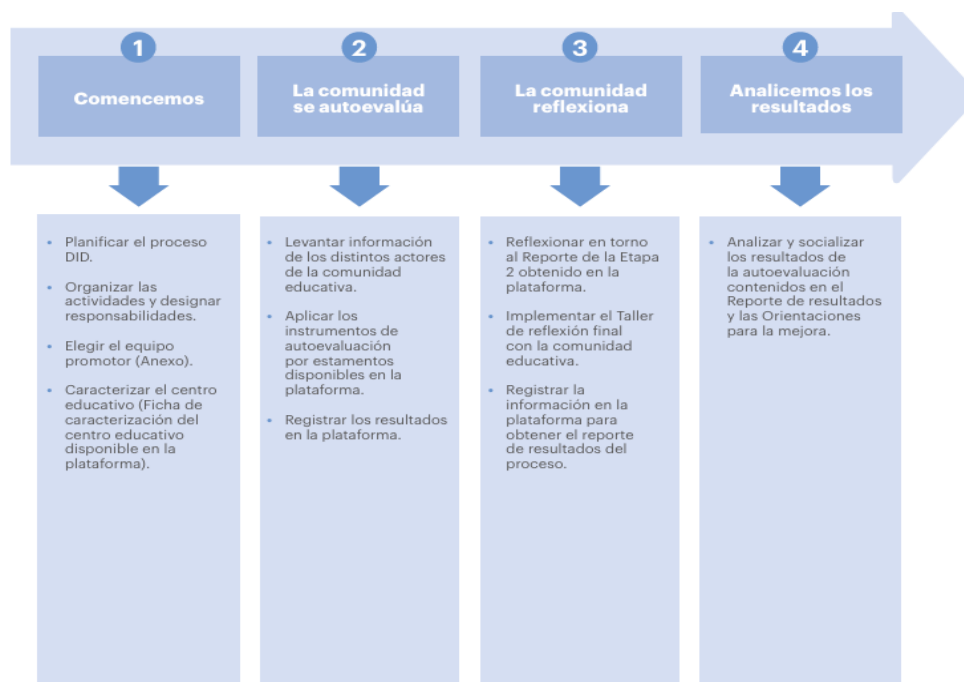 1
Comencemos
2
La comunidad
se autoevalúa
3
La comunidad
reflexiona
4
Analicemos los
resultados
• Planificar el proceso
DID.
• Organizar las
actividades y designar
responsabilidades.
• Elegir el equipo
promotor (Anexo).
• Caracterizar el centro
educativo (Ficha de
caracterización del
centro educativo
disponible en la
plataforma).
• Levantar información
de los distintos actores
de la comunidad
educativa.
• Aplicar los
instrumentos de
autoevaluación
por estamentos
disponibles en la
plataforma.
• Registrar los resultados
en la plataforma.
• Reflexionar en torno
al Reporte de la Etapa
2 obtenido en la
plataforma.
• Implementar el Taller
de reflexión final
con la comunidad
educativa.
• Registrar la
información en la
plataforma para
obtener el reporte
de resultados del
proceso.
• Analizar y socializar
los resultados de
la autoevaluación
contenidos en el
Reporte de resultados
y las Orientaciones
para la mejora.